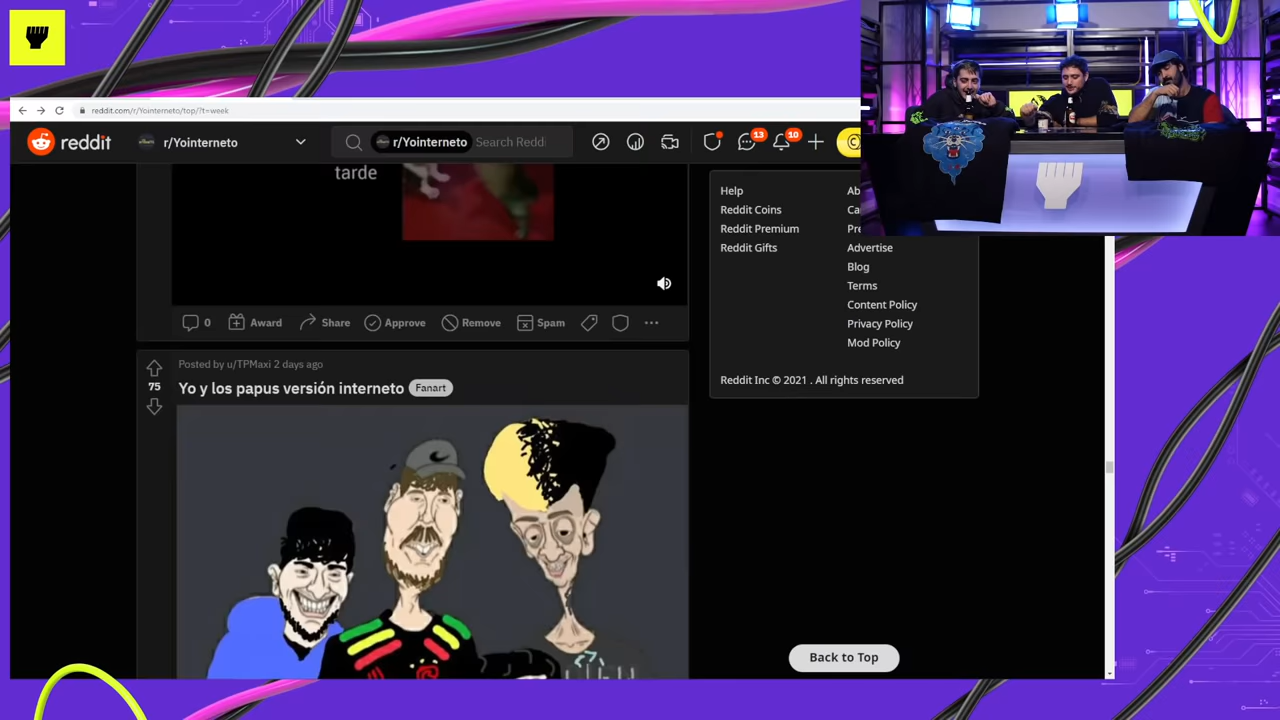 reddit.com/r/Yointerneto/top/?t=week
reddit r/Yointerneto r/Yointerneto Search Reddi 13 10
tarde
0 Award Share Approve Remove Spam
Help Ab
Reddit Coins Ca
Reddit Premium Pre
Reddit Gifts Advertise
Blog
Terms
Content Policy
Privacy Policy
Mod Policy
Reddit Inc © 2021 . All rights reserved
Posted by u/TPMaxi 2 days ago
75
Yo y los papus versión interneto Fanart
Back to Top